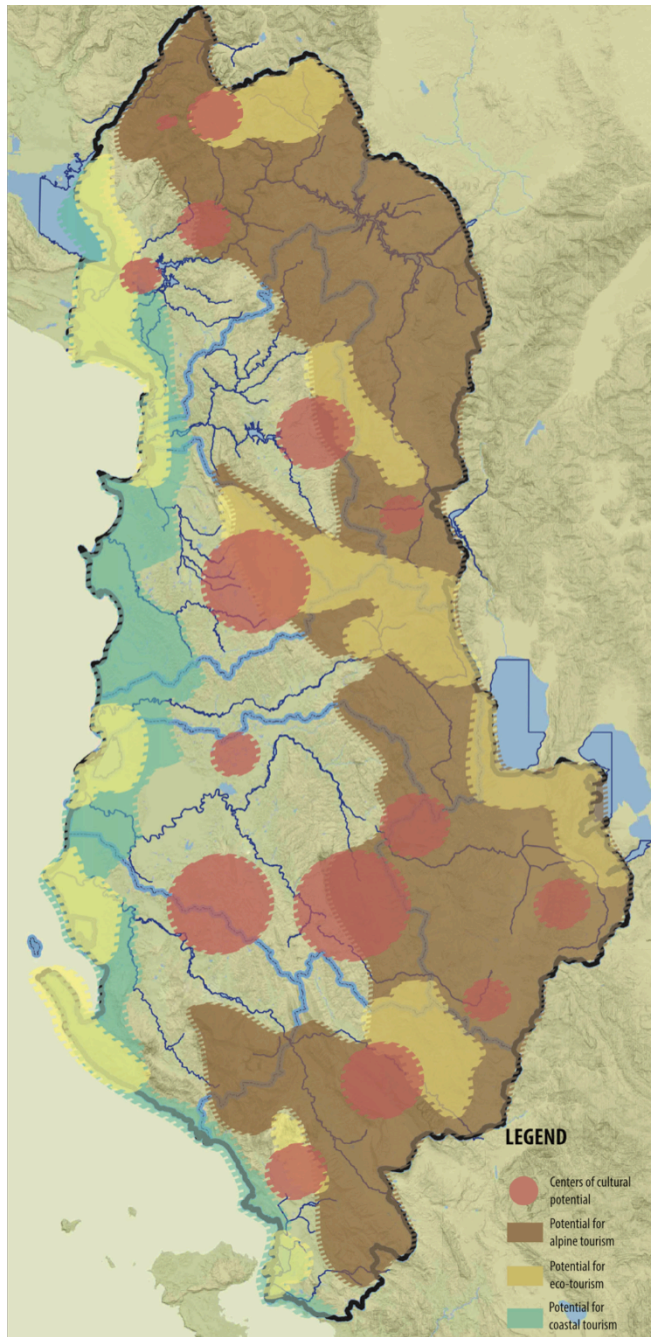 LEGEND
Centers of cultural
potential
Potential for
alpine tourism
Potential for
eco-tourism
Potential for
coastal tourism